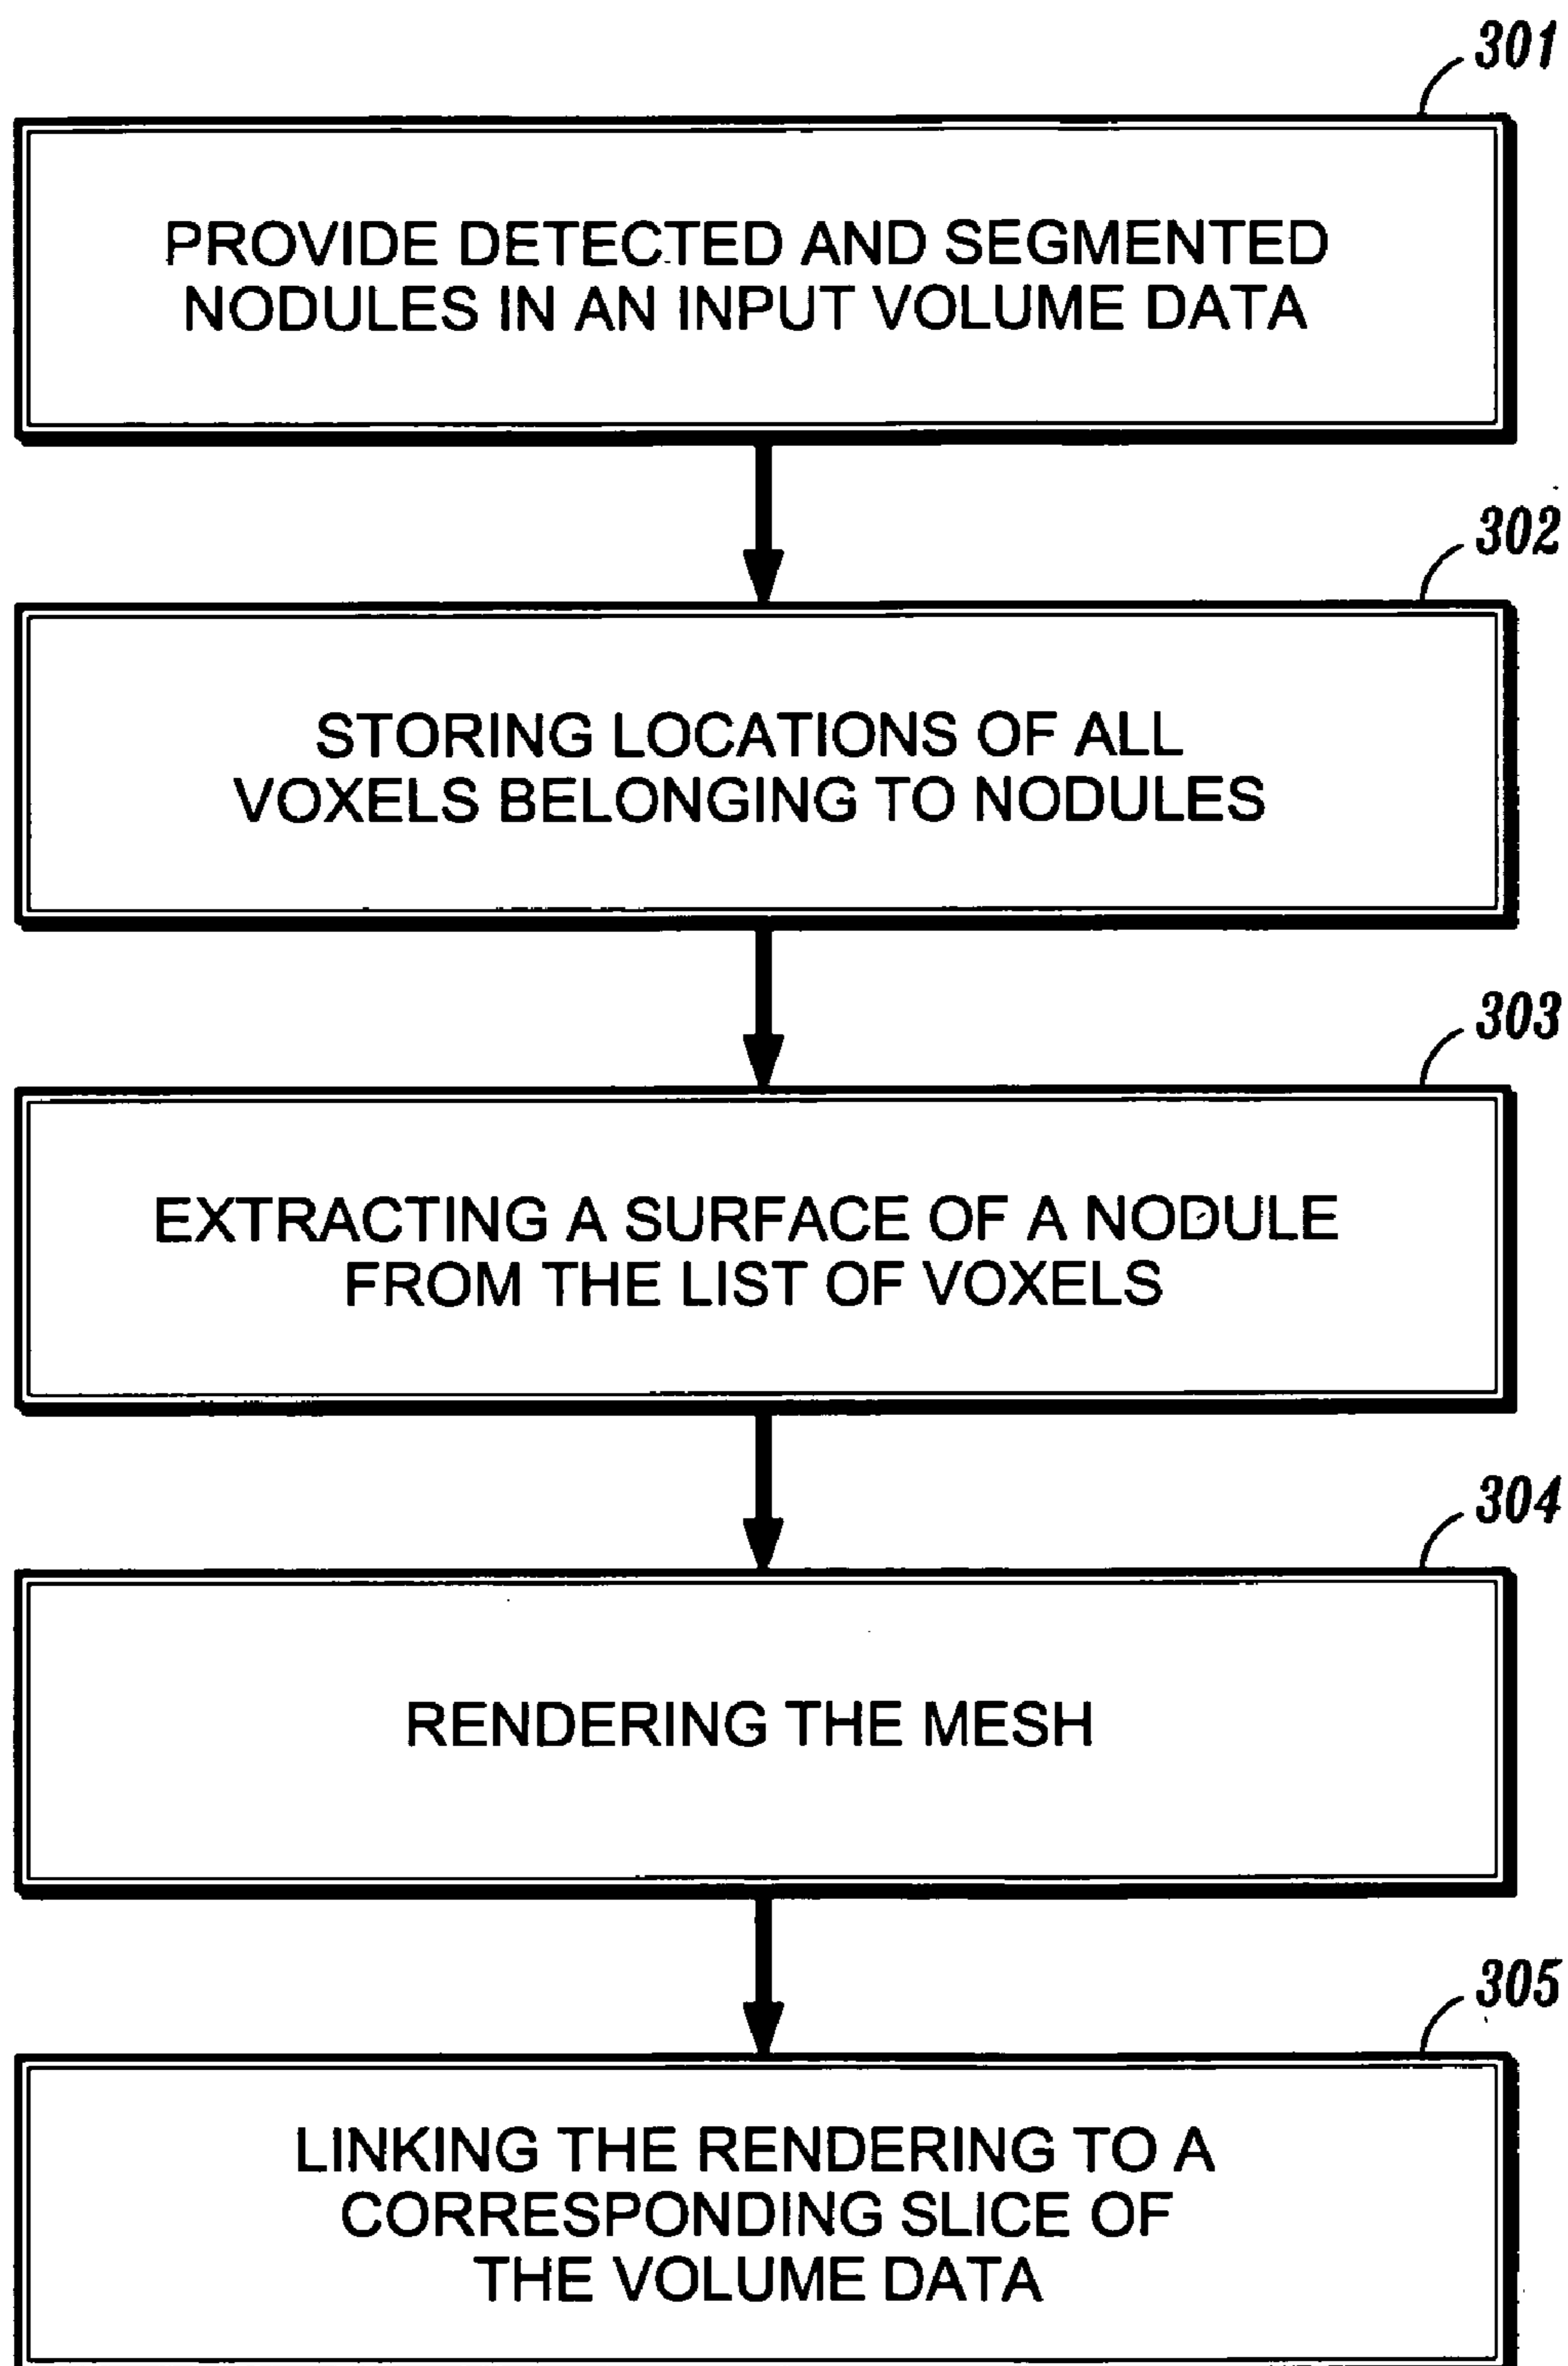 301
PROVIDE DETECTED AND SEGMENTED
NODULES IN AN INPUT VOLUME DATA
302
STORING LOCATIONS OF ALL
VOXELS BELONGING TO NODULES
303
EXTRACTING A SURFACE OF A NODULE
FROM THE LIST OF VOXELS
304
RENDERING THE MESH
305
LINKING THE RENDERING TO A
CORRESPONDING SLICE OF
THE VOLUME DATA